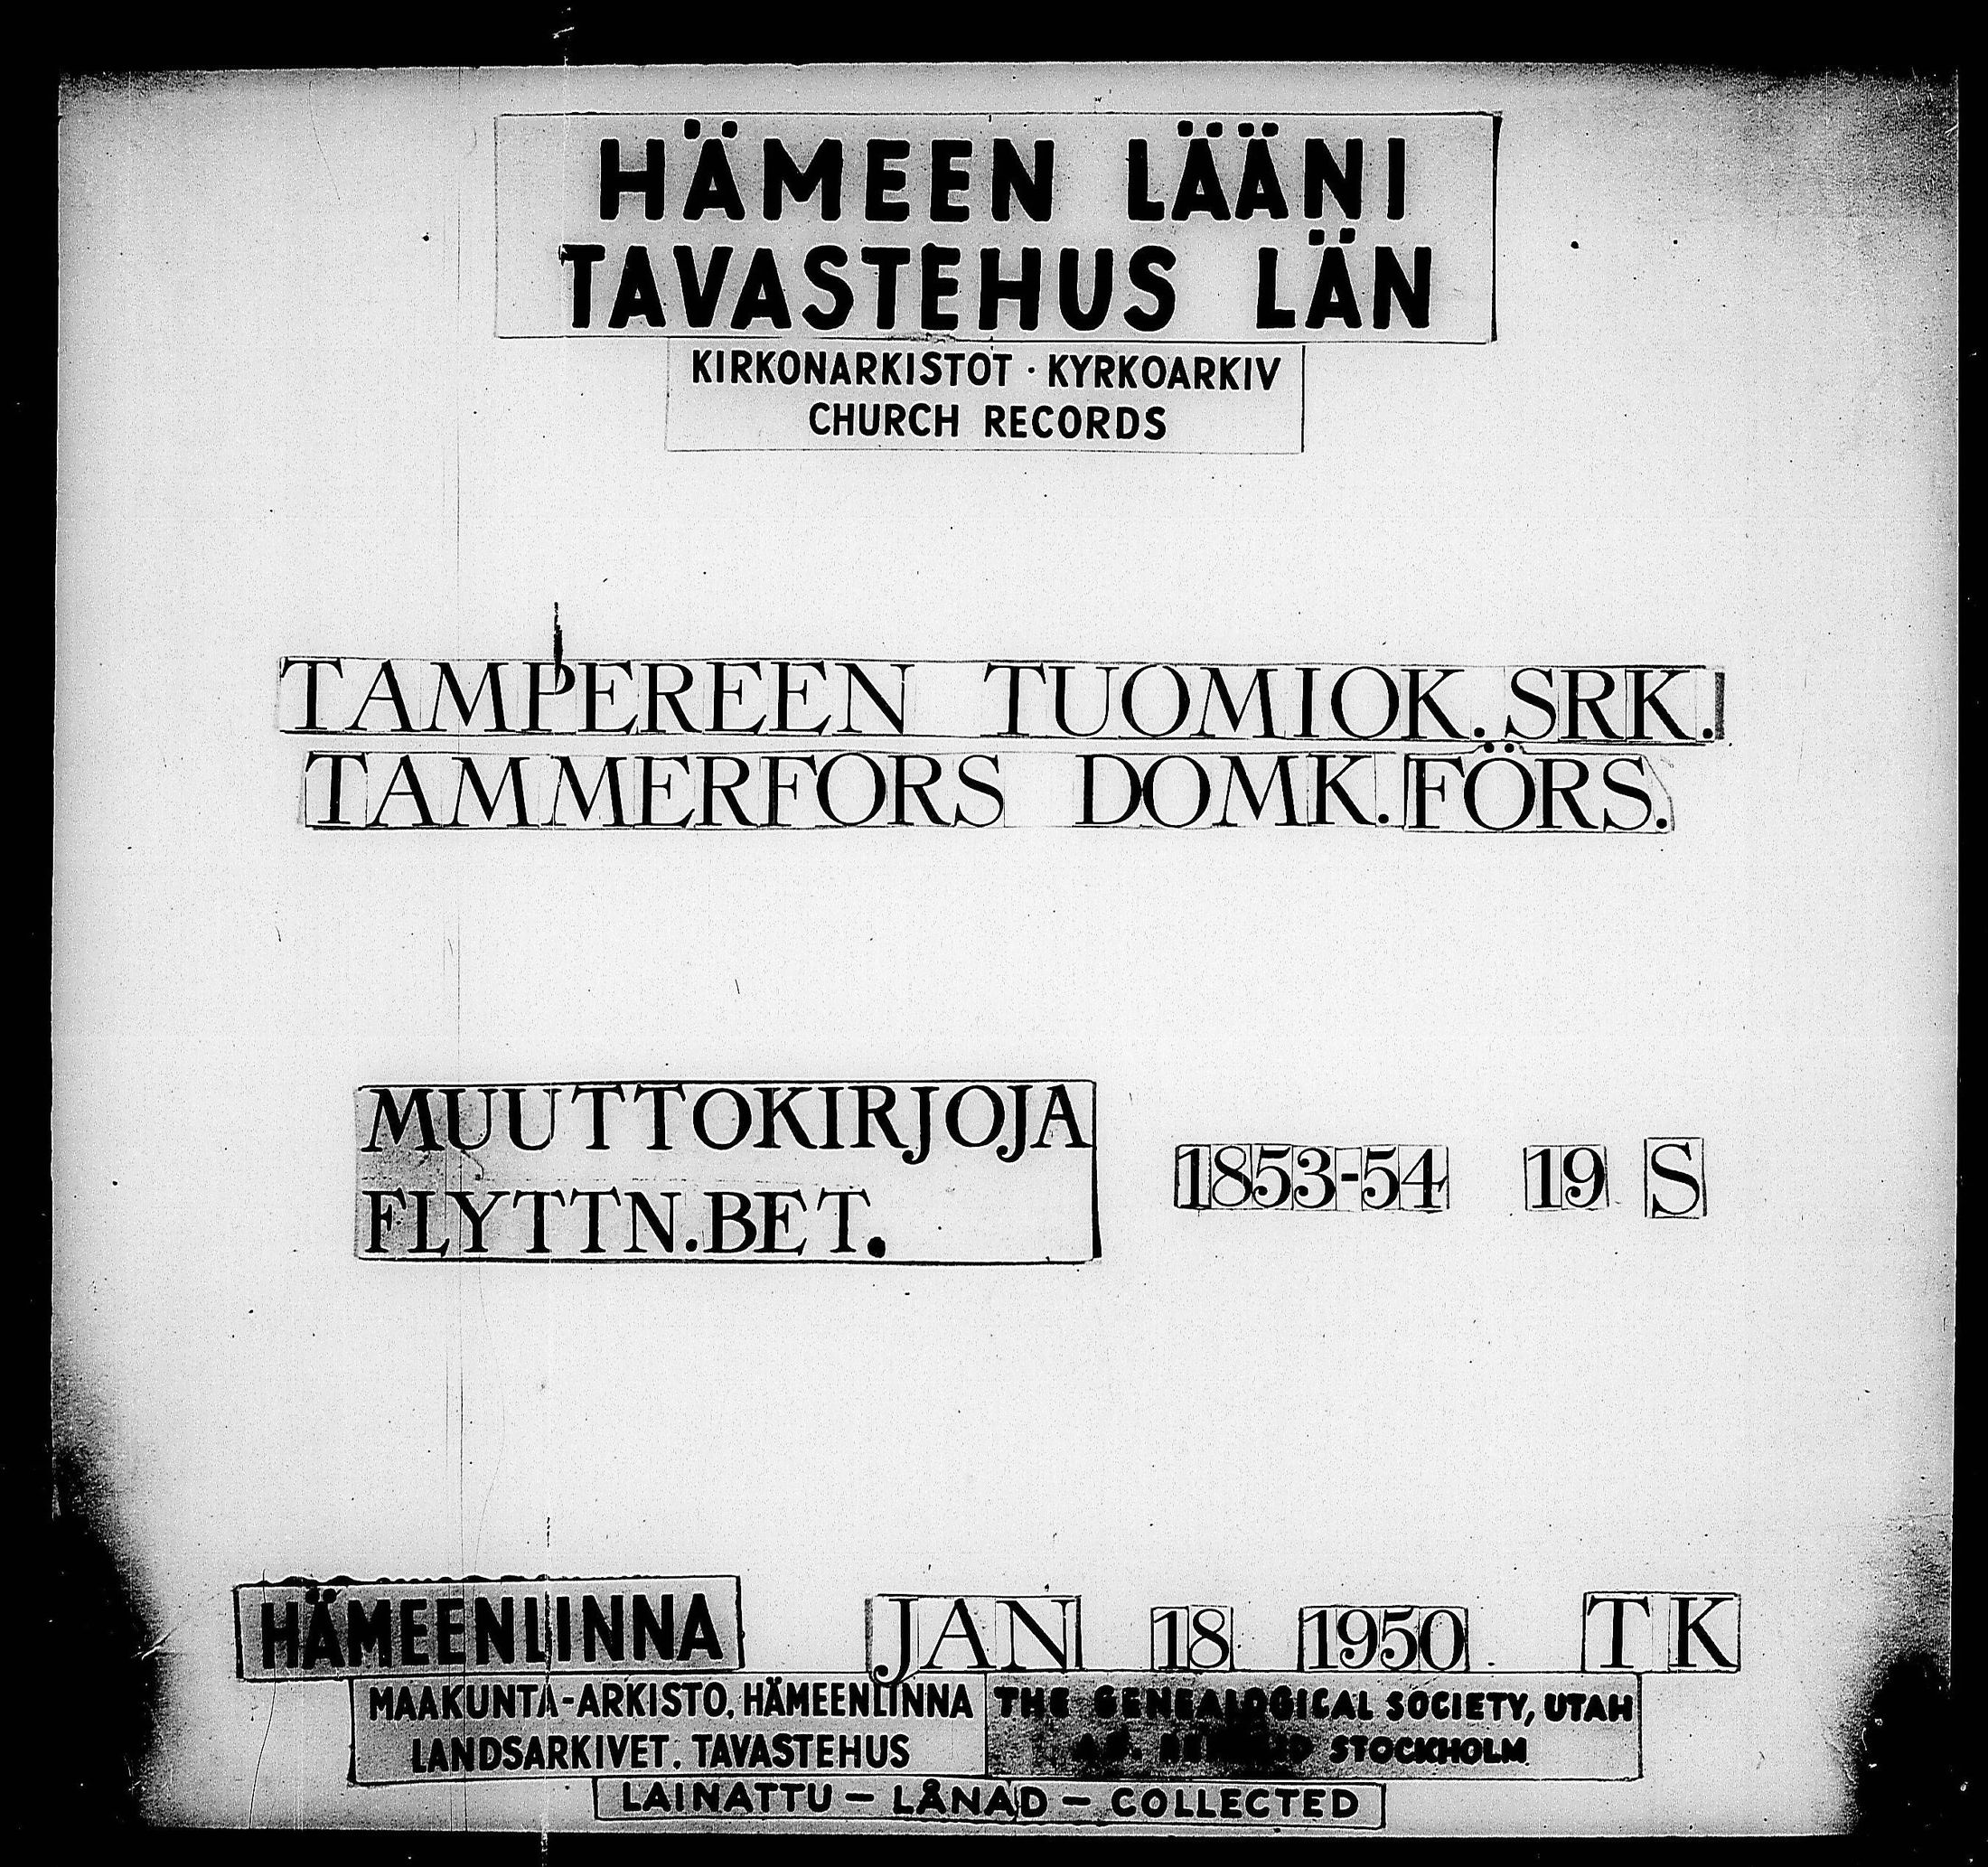 HÄMEEN LÄÄNI
TAVASTEHUS LÄN
KIRKONARKISTOT · KYRKOARKIV
CHURCH RECORDS
TAMPEREEN TUOMIOK. SRK.
TAMMERFORS DOMK. FÖRS.
MUUTTOKIRJOJA
FLYTTN.BET.
1853-54 19 S
HÄMEENLINNA JAN 18 1950 TK
MAAKUNTA-ARKISTO, HÄMEENLINNA
LANDSARKIVET, TAVASTEHUS
THE GENEALOGICAL SOCIETY, UTAH
STOCKHOLM
LAINATTU – LÅNAD – COLLECTED